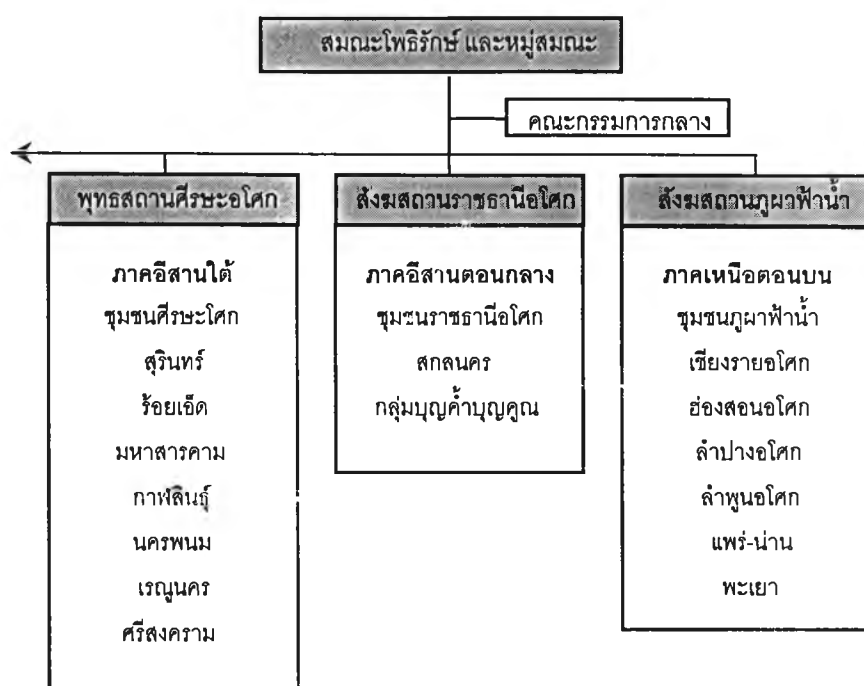 สมณะโพธิรักษ์ และหมู่สมณะ
คณะกรรมการกลาง
พุทธสถานศีรษะอโศก
ภาคอีสานใต้
ชุมชนศีรษะโศก
สุรินทร์
ร้อยเอ็ด
มหาสารคาม
กาฬสินธุ์
นครพนม
เรณูนคร
ศรีสงคราม
สังฆสถานราชธานีอโศก
ภาคอีสานตอนกลาง
ชุมชนราชธานีอโศก
สกลนคร
กลุ่มบุญค้ำบุญคูณ
สังฆสถานภูผาฟ้าน้ำ
ภาคเหนือตอนบน
ชุมชนภูผาฟ้าน้ำ
เชียงรายอโศก
ฮ่องสอนอโศก
ลำปางอโศก
ลำพูนอโศก
แพร่-น่าน
พะเยา